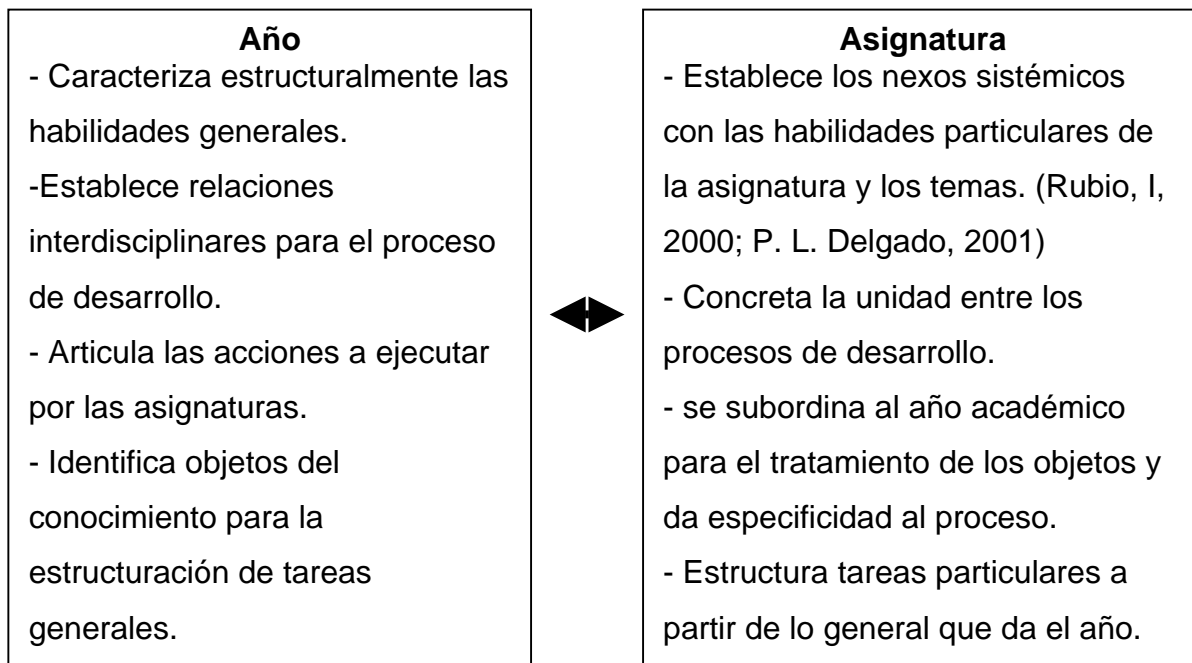 Año
- Caracteriza estructuralmente las
habilidades generales.
-Establece relaciones
interdisciplinares para el proceso
de desarrollo.
- Articula las acciones a ejecutar
por las asignaturas.
- Identifica objetos del
conocimiento para la
estructuración de tareas
generales.
Asignatura
- Establece los nexos sistémicos
con las habilidades particulares de
la asignatura y los temas. (Rubio, I,
2000; P. L. Delgado, 2001)
- Concreta la unidad entre los
procesos de desarrollo.
- se subordina al año académico
para el tratamiento de los objetos y
da especificidad al proceso.
- Estructura tareas particulares a
partir de lo general que da el año.